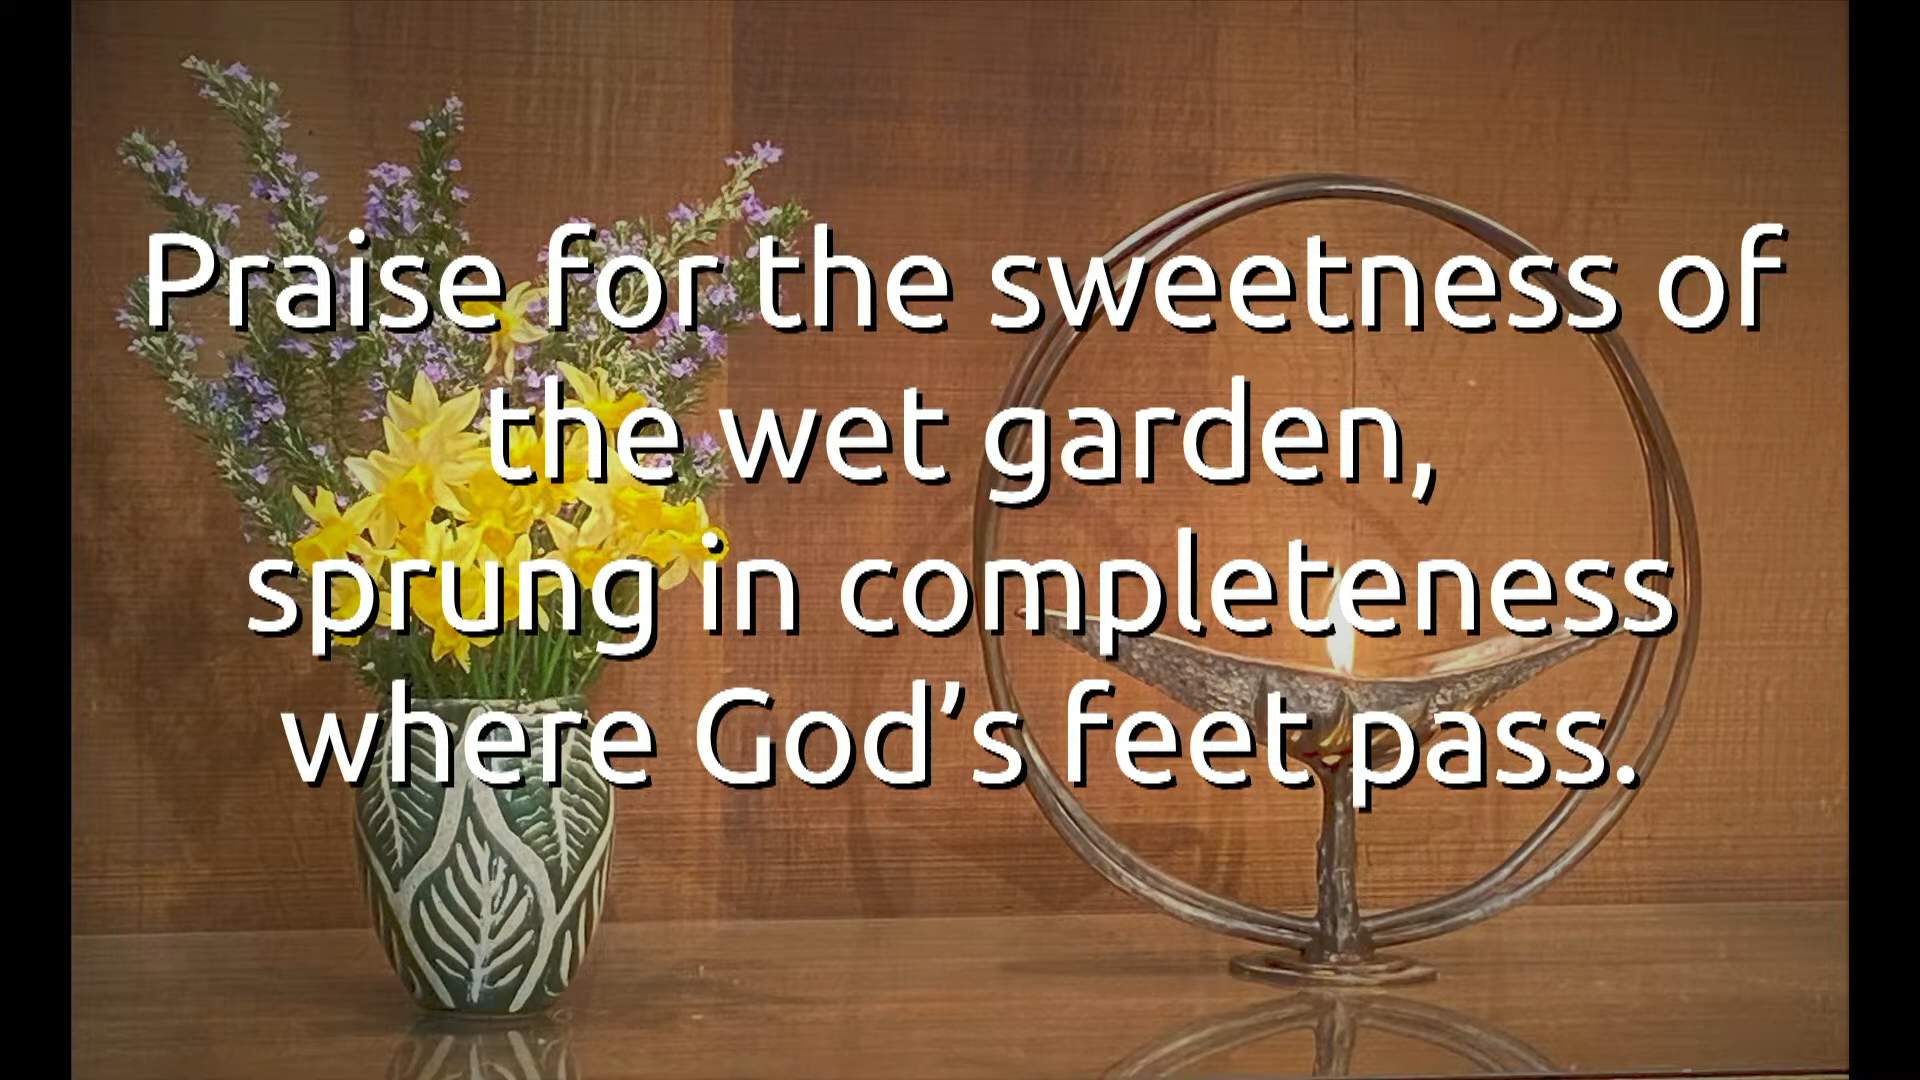 Praise for the sweetness of
the wet garden,
sprung in completeness
where God’s feet pass.